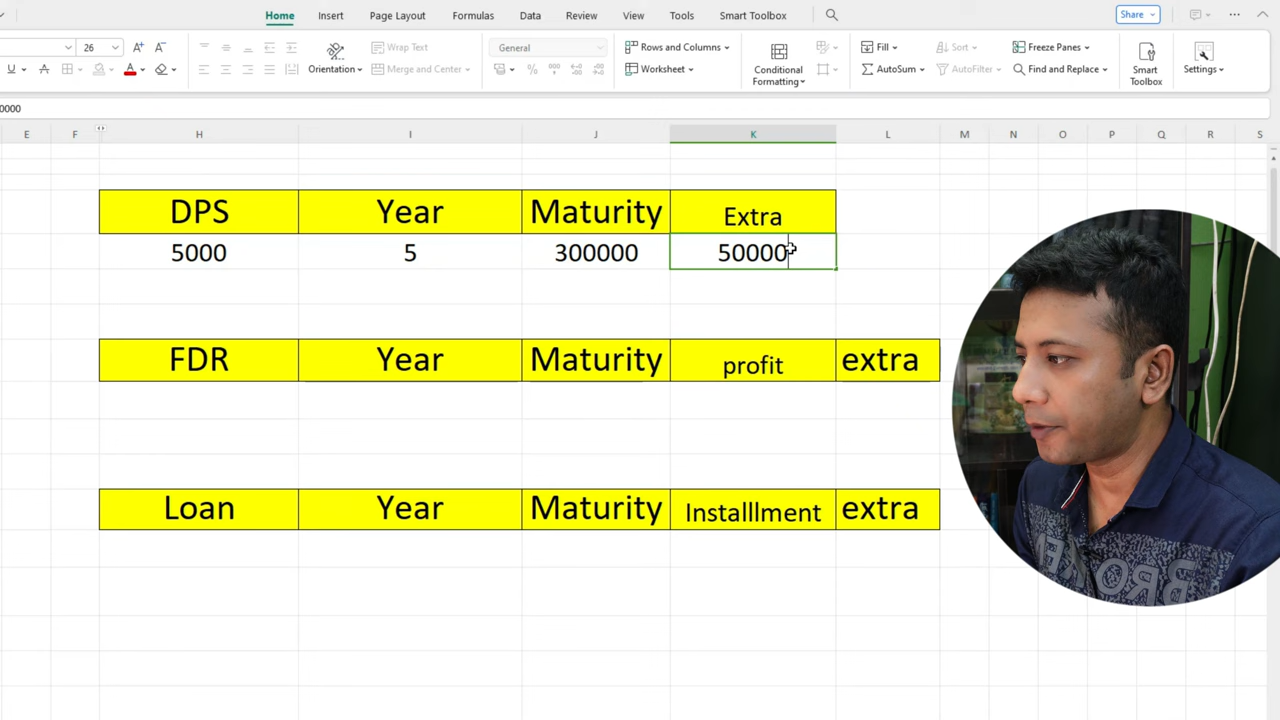 Home Insert Page Layout Formulas Data Review View Tools Smart Toolbox Share
26 A+ A- Wrap Text General Rows and Columns Fill Sort Freeze Panes
U A A Orientation Merge and Center % Worksheet Conditional Formatting AutoSum AutoFilter Find and Replace Smart Toolbox Settings
0000
E F H I J K L M N O P Q R S
DPS Year Maturity Extra
5000 5 300000 50000
FDR Year Maturity profit extra
Loan Year Maturity Installlment extra